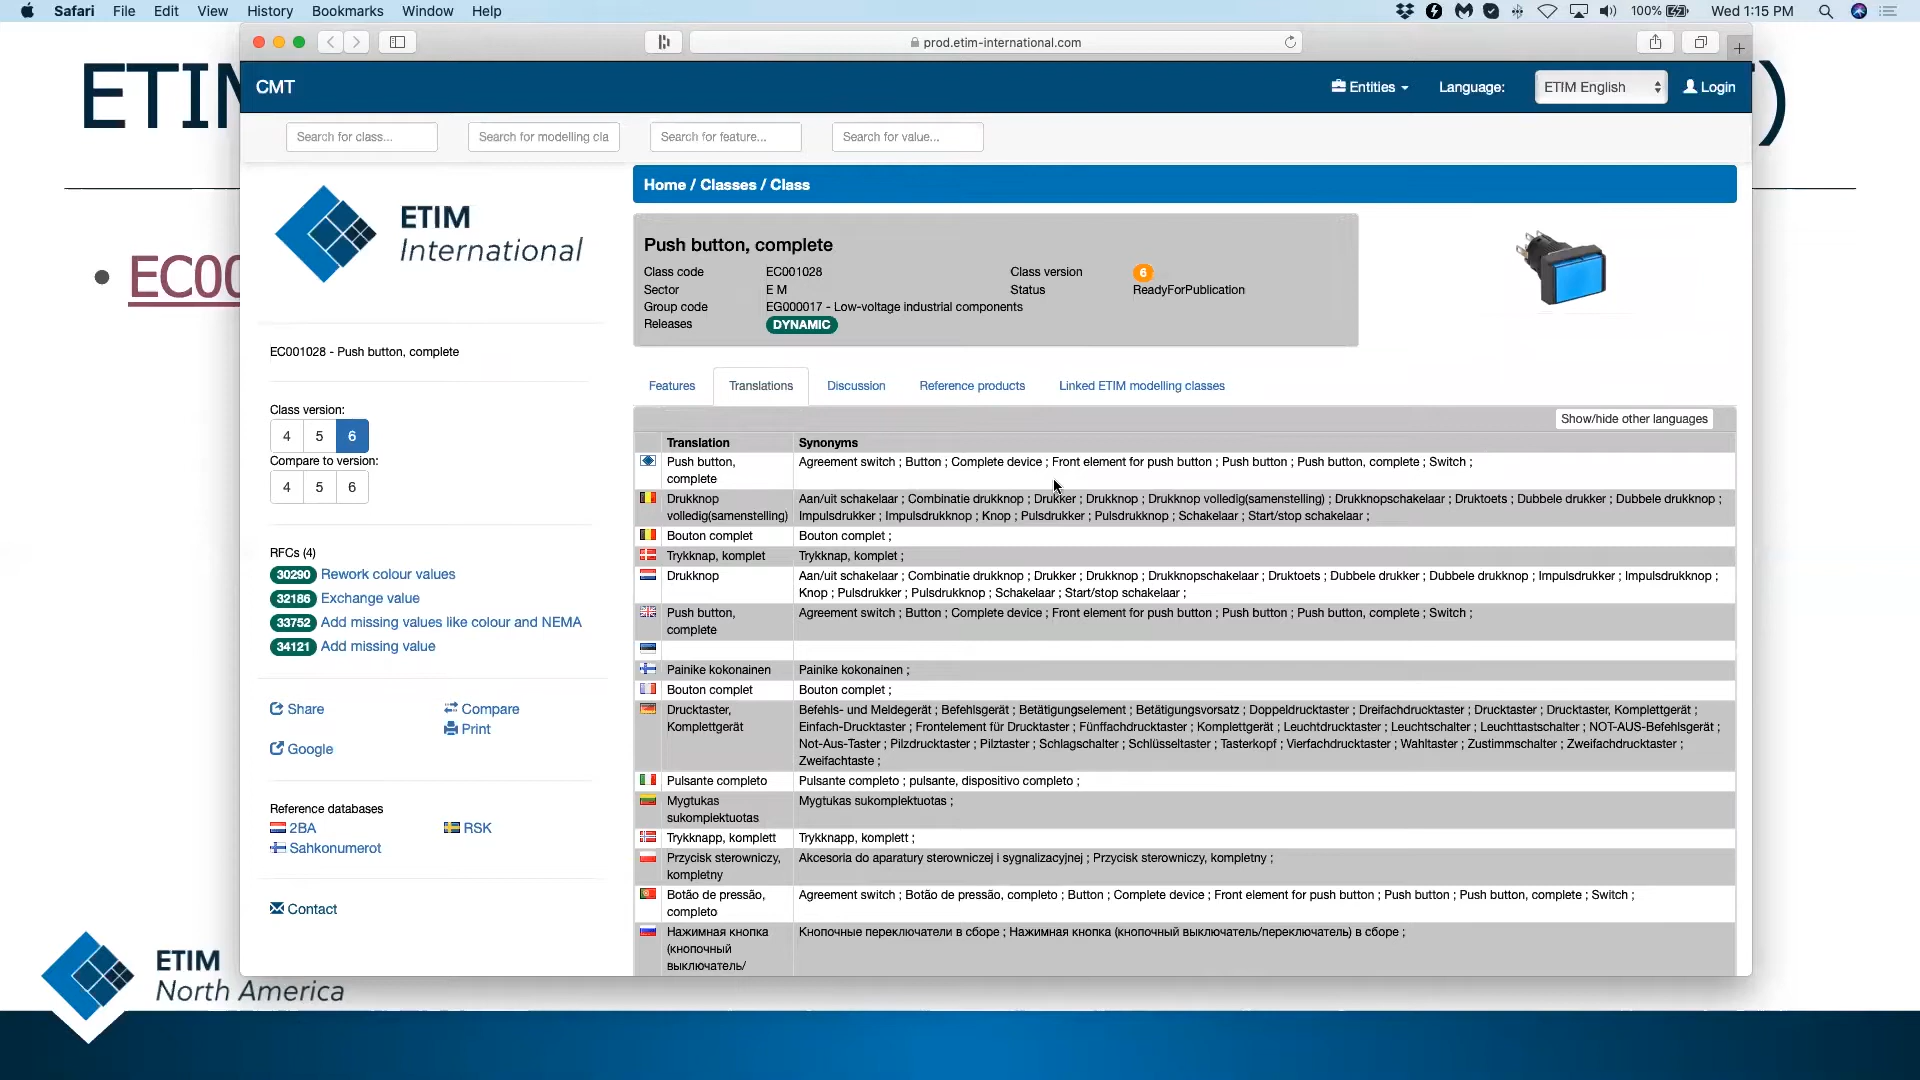 Safari File Edit View History Bookmarks Window Help 100% Wed 1:15 PM
prod.etim-international.com
CMT Entities Language: ETIM English Login
Search for class... Search for modelling cla Search for feature... Search for value...
ETI )
EC00
ETIM
International
EC001028 - Push button, complete
Class version:
4 5 6
Compare to version:
4 5 6
RFCs (4)
30290 Rework colour values
32186 Exchange value
33752 Add missing values like colour and NEMA
34121 Add missing value
Share Compare
Print
Google
Reference databases
2BA RSK
Sahkonumerot
Contact
Home / Classes / Class
Push button, complete
Class code EC001028 Class version 6
Sector E M Status ReadyForPublication
Group code EG000017 - Low-voltage industrial components
Releases DYNAMIC
Features Translations Discussion Reference products Linked ETIM modelling classes
Show/hide other languages
Translation Synonyms
Push button, Agreement switch ; Button ; Complete device ; Front element for push button ; Push button ; Push button, complete ; Switch ;
complete
Drukknop Aan/uit schakelaar ; Combinatie drukknop ; Drukker ; Drukknop ; Drukknop volledig(samenstelling) ; Drukknopschakelaar ; Druktoets ; Dubbele drukker ; Dubbele drukknop ;
volledig(samenstelling) Impulsdrukker ; Impulsdrukknop ; Knop ; Pulsdrukker ; Pulsdrukknop ; Schakelaar ; Start/stop schakelaar ;
Bouton complet Bouton complet ;
Trykknap, komplet Trykknap, komplet ;
Drukknop Aan/uit schakelaar ; Combinatie drukknop ; Drukker ; Drukknop ; Drukknopschakelaar ; Druktoets ; Dubbele drukker ; Dubbele drukknop ; Impulsdrukker ; Impulsdrukknop ;
Knop ; Pulsdrukker ; Pulsdrukknop ; Schakelaar ; Start/stop schakelaar ;
Push button, Agreement switch ; Button ; Complete device ; Front element for push button ; Push button ; Push button, complete ; Switch ;
complete
Painike kokonainen Painike kokonainen ;
Bouton complet Bouton complet ;
Drucktaster, Befehls- und Meldegerät ; Befehlsgerät ; Betätigungselement ; Betätigungsvorsatz ; Doppeldrucktaster ; Dreifachdrucktaster ; Drucktaster ; Drucktaster, Komplettgerät ;
Komplettgerät Einfach-Drucktaster ; Frontelement für Drucktaster ; Fünffachdrucktaster ; Komplettgerät ; Leuchtdrucktaster ; Leuchtschalter ; Leuchttastschalter ; NOT-AUS-Befehlsgerät ;
Not-Aus-Taster ; Pilzdrucktaster ; Pilztaster ; Schlagschalter ; Schlüsseltaster ; Tasterkopf ; Vierfachdrucktaster ; Wahltaster ; Zustimmschalter ; Zweifachdrucktaster ;
Zweifachtaste ;
Pulsante completo Pulsante completo ; pulsante, dispositivo completo ;
Mygtukas Mygtukas sukomplektuotas ;
sukomplektuotas
Trykknapp, komplett Trykknapp, komplett ;
Przycisk sterowniczy, Akcesoria do aparatury sterowniczej i sygnalizacyjnej ; Przycisk sterowniczy, kompletny ;
kompletny
Botão de pressão, Agreement switch ; Botão de pressão, completo ; Button ; Complete device ; Front element for push button ; Push button ; Push button, complete ; Switch ;
completo
Нажимная кнопка Кнопочные переключатели в сборе ; Нажимная кнопка (кнопочный выключатель/переключатель) в сборе ;
(кнопочный
выключатель/
ETIM
North America